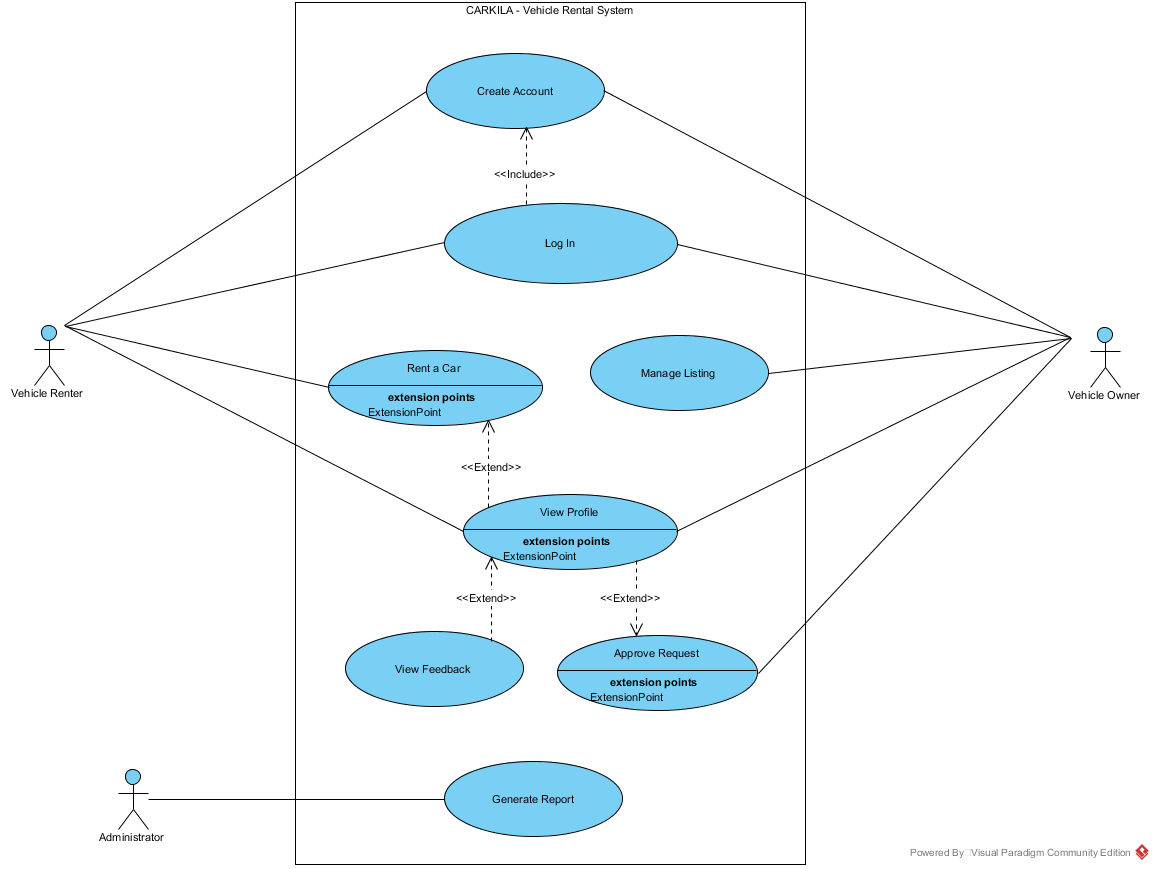 CARKILA - Vehicle Rental System
Create Account
<<Include>>
Log In
Vehicle Renter
Rent a Car
extension points
ExtensionPoint
Manage Listing
Vehicle Owner
<<Extend>>
View Profile
extension points
ExtensionPoint
<<Extend>>
<<Extend>>
View Feedback
Approve Request
extension points
ExtensionPoint
Administrator
Generate Report
Powered By Visual Paradigm Community Edition